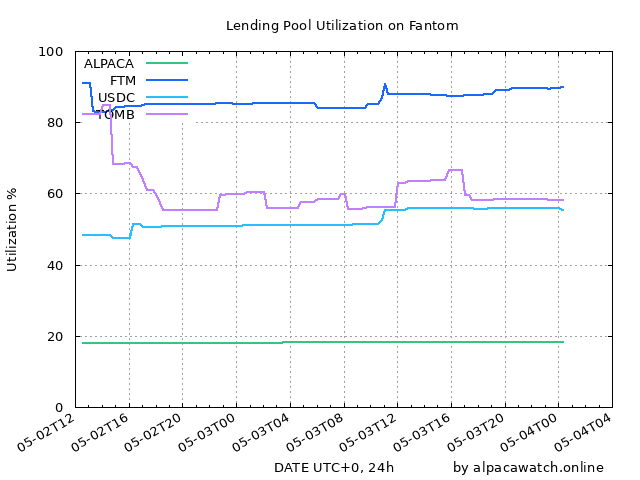 Lending Pool Utilization on Fantom
Utilization %
100
80
60
40
20
0
ALPACA
FTM
USDC
TOMB
05-02T12
05-02T16
05-02T20
05-03T00
05-03T04
05-03T08
05-03T12
05-03T16
05-03T20
05-04T00
05-04T04
DATE UTC+0, 24h
by alpacawatch.online